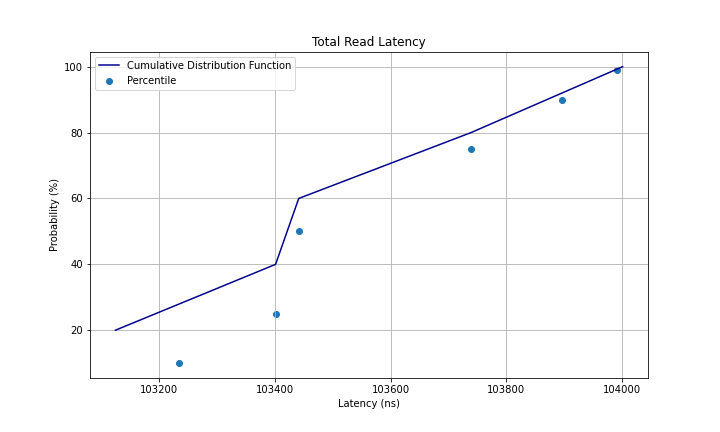 Total Read Latency
Cumulative Distribution Function
Percentile
100
80
60
40
20
Probability (%)
103200
103400
103600
103800
104000
Latency (ns)